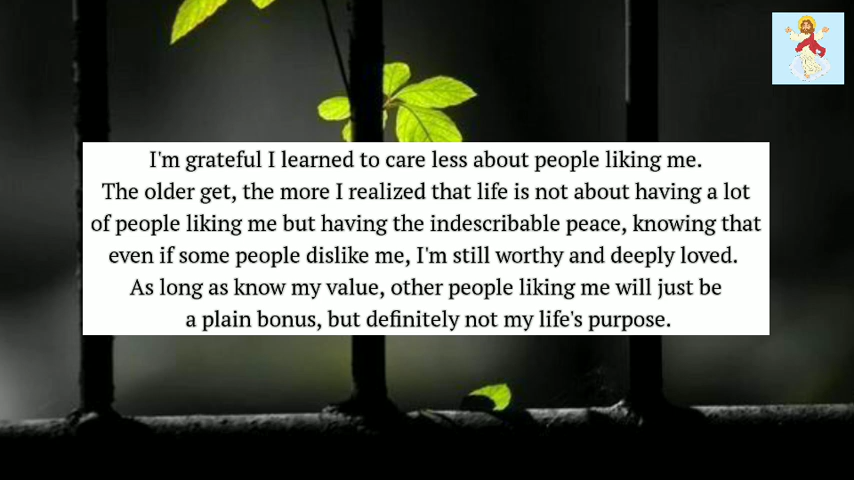 I'm grateful I learned to care less about people liking me.
The older get, the more I realized that life is not about having a lot
of people liking me but having the indescribable peace, knowing that
even if some people dislike me, I'm still worthy and deeply loved.
As long as know my value, other people liking me will just be
a plain bonus, but definitely not my life's purpose.